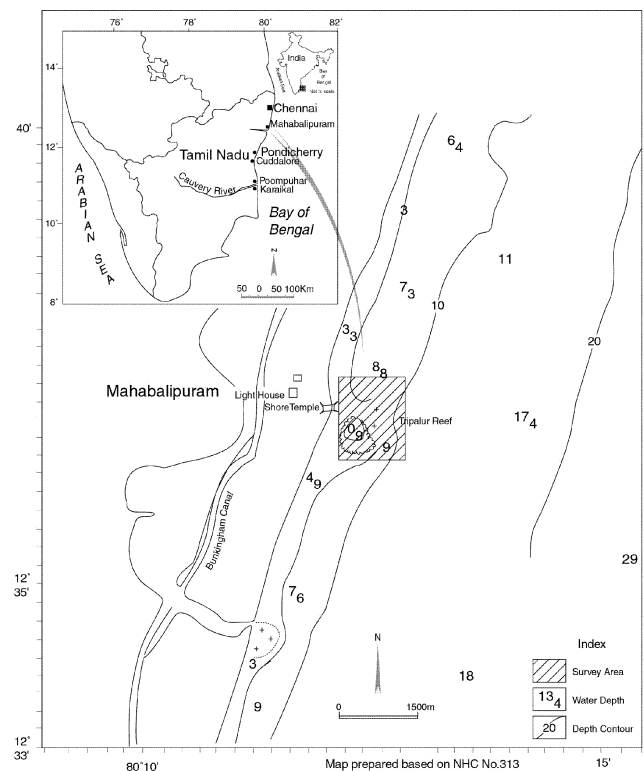 76° 78° 80° 82°
14°
India
Bay of Bengal
Not to scale
Chennai
Mahabalipuram
40'
12°
Tamil Nadu
Pondicherry
Cuddalore
Poompuhar
Karaikal
Cauvery River
ARABIAN SEA
10°
Bay of Bengal
N
8°
50 0 50 100Km
6₄
3
11
7₃
10
3₃
20
8₈
Mahabalipuram
Light House
Shore Temple
Tripalur Reef
17₄
0₉
9
4₉
Bunkingham Canal
29
12° 35'
7₆
3
9
18
N
0 1500m
Index
Survey Area
13₄ Water Depth
20 Depth Contour
12° 33'
80°10' 15'
Map prepared based on NHC No.313